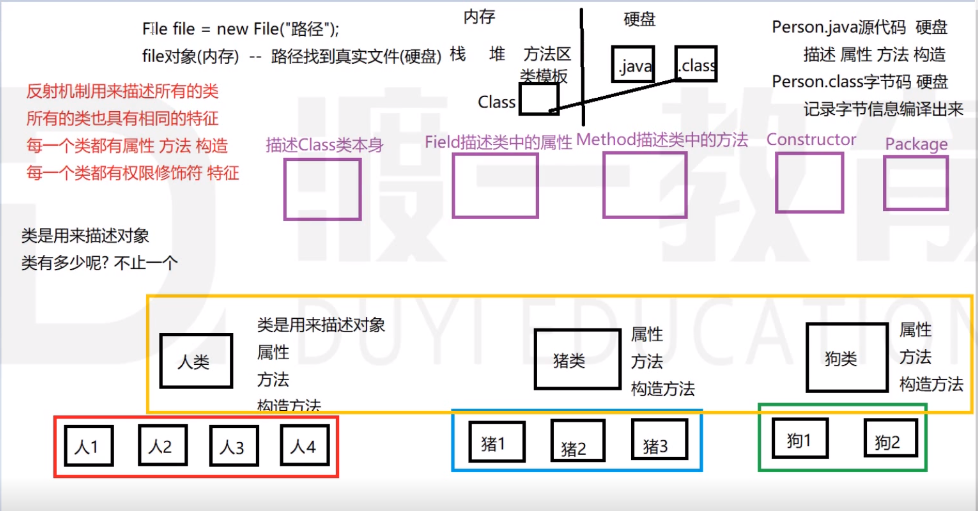 File file = new File("路径");
file对象(内存) -- 路径找到真实文件(硬盘)
内存
硬盘
栈 堆 方法区
类模板
Class
.java
.class
Person.java源代码 硬盘
描述 属性 方法 构造
Person.class字节码 硬盘
记录字节信息编译出来
反射机制用来描述所有的类
所有的类也具有相同的特征
每一个类都有属性 方法 构造
每一个类都有权限修饰符 特征
描述Class类本身
Field描述类中的属性
Method描述类中的方法
Constructor
Package
类是用来描述对象
类有多少呢? 不止一个
人类
类是用来描述对象
属性
方法
构造方法
猪类
属性
方法
构造方法
狗类
属性
方法
构造方法
人1
人2
人3
人4
猪1
猪2
猪3
狗1
狗2
渡一教育
DUYI EDUCATION